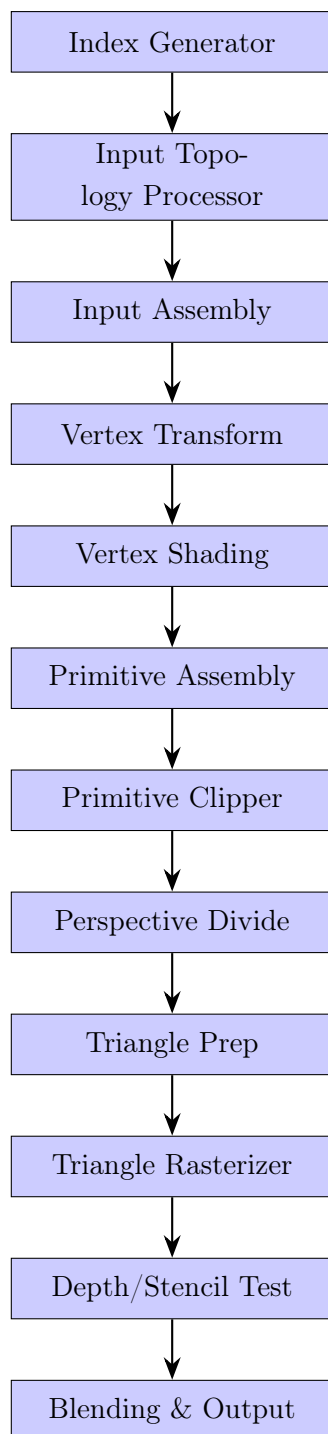 Index Generator
Input Topo-
logy Processor
Input Assembly
Vertex Transform
Vertex Shading
Primitive Assembly
Primitive Clipper
Perspective Divide
Triangle Prep
Triangle Rasterizer
Depth/Stencil Test
Blending & Output